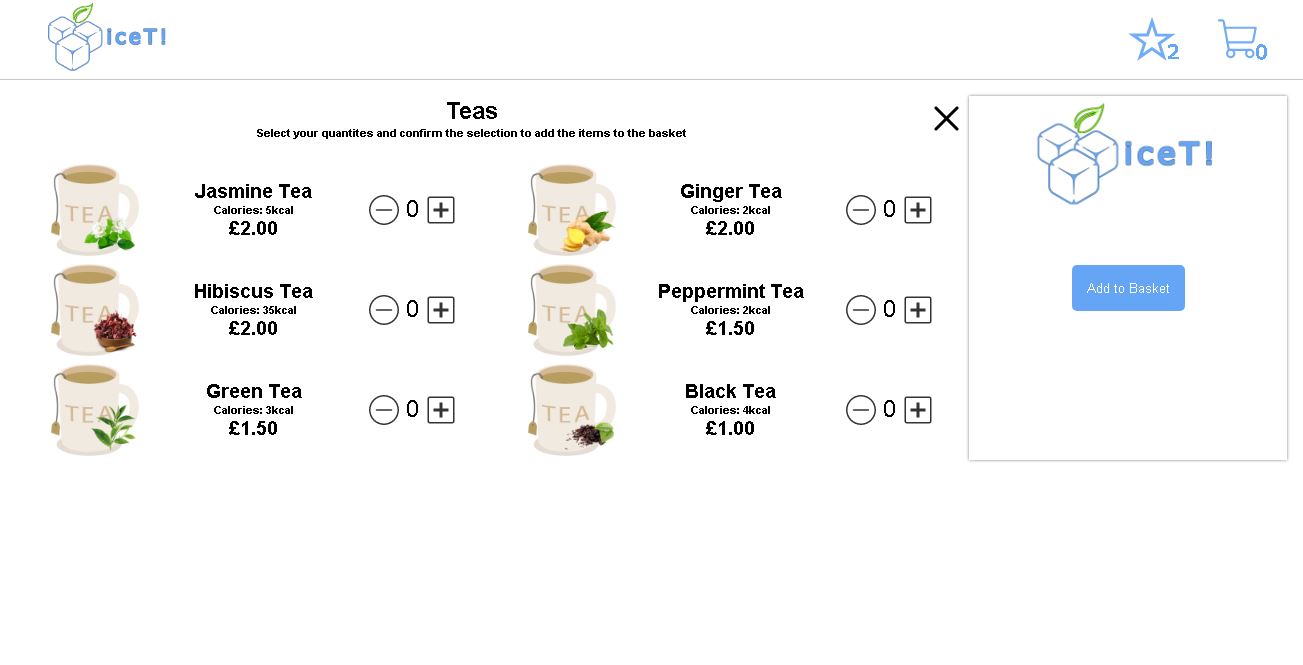 iceT!
2
0
Teas
Select your quantites and confirm the selection to add the items to the basket
iceT!
TEA
Jasmine Tea
Calories: 5kcal
£2.00
0
TEA
Ginger Tea
Calories: 2kcal
£2.00
0
TEA
Hibiscus Tea
Calories: 35kcal
£2.00
0
TEA
Peppermint Tea
Calories: 2kcal
£1.50
0
Add to Basket
TEA
Green Tea
Calories: 3kcal
£1.50
0
TEA
Black Tea
Calories: 4kcal
£1.00
0